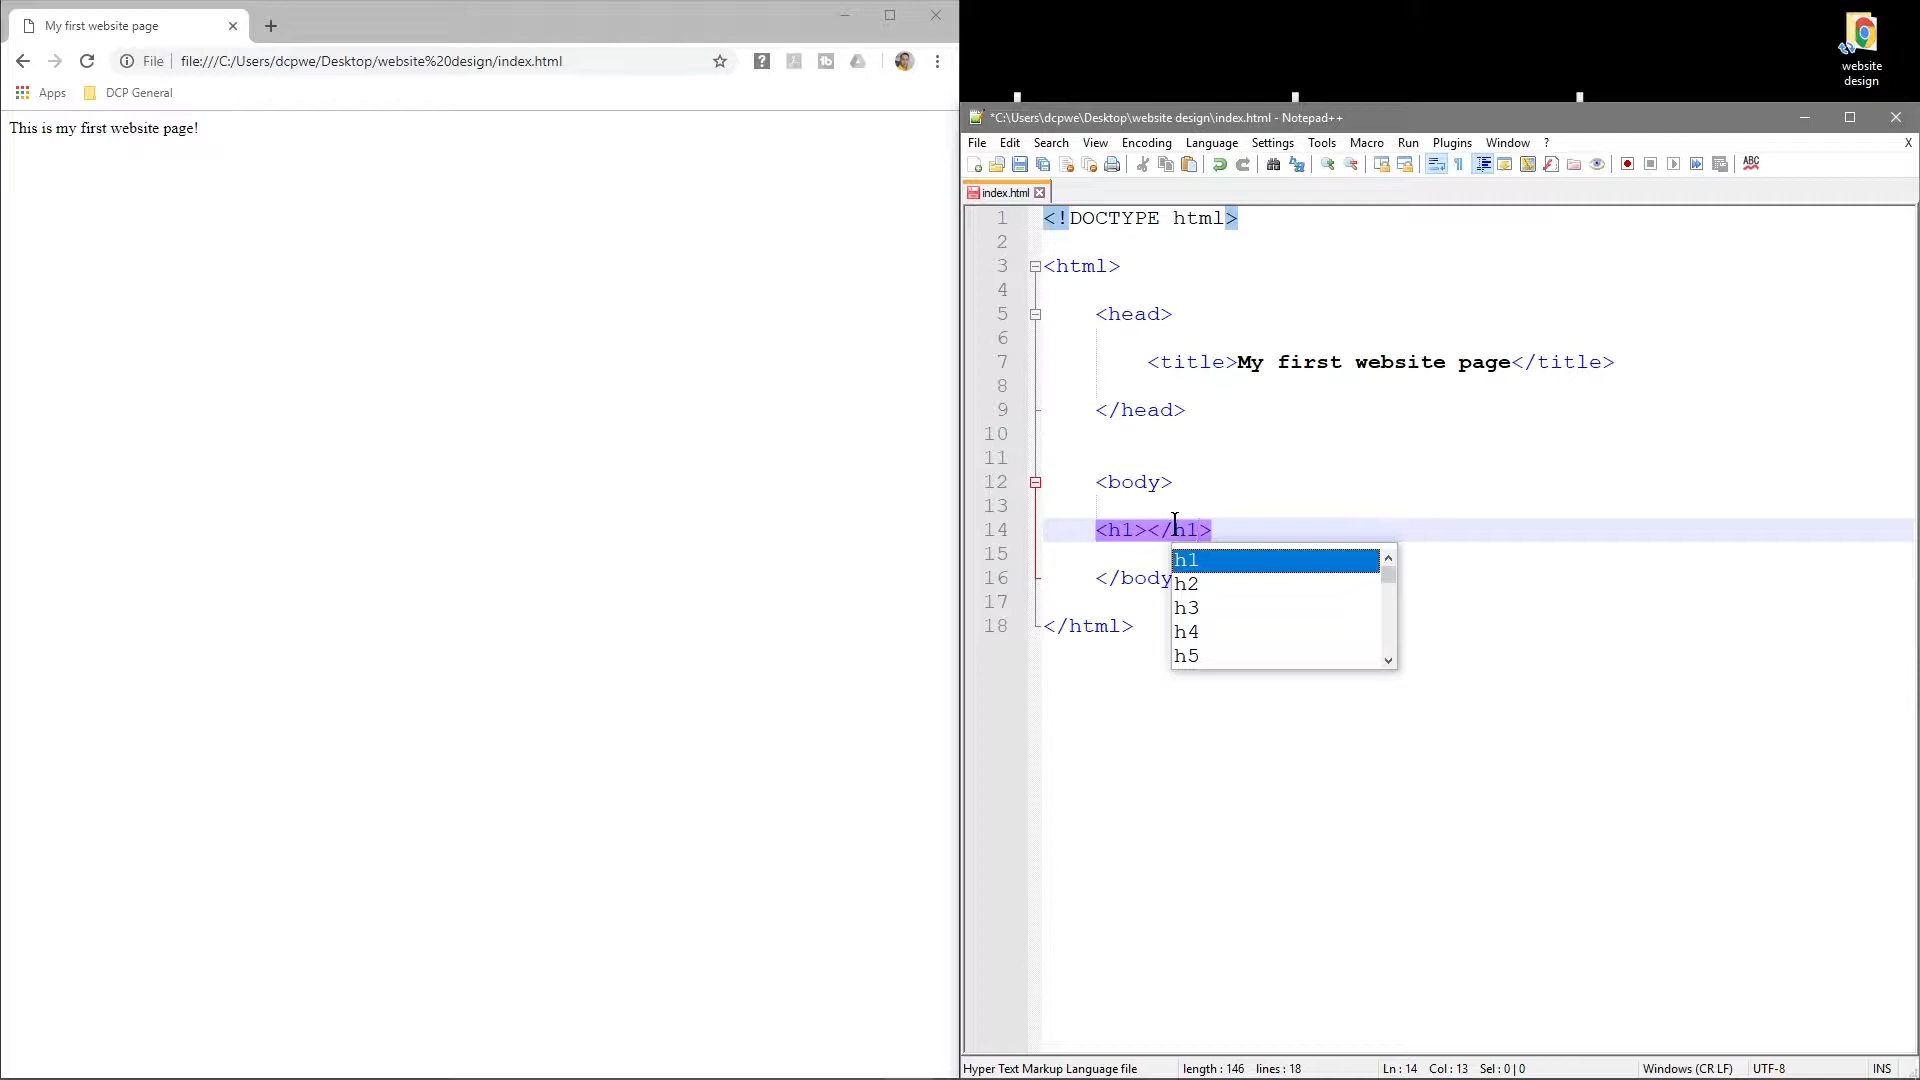 My first website page
File file:///C:/Users/dcpwe/Desktop/website%20design/index.html
Apps DCP General
This is my first website page!
website
design
*C:\Users\dcpwe\Desktop\website design\index.html - Notepad++
File Edit Search View Encoding Language Settings Tools Macro Run Plugins Window ? X
ABC
index.html
1 <!DOCTYPE html>
2
3 <html>
4
5 <head>
6
7 <title>My first website page</title>
8
9 </head>
10
11
12 <body>
13
14 <h1></h1>
15
16 </body
17
18 </html>
h1
h2
h3
h4
h5
Hyper Text Markup Language file length : 146 lines : 18 Ln : 14 Col : 13 Sel : 0 | 0 Windows (CR LF) UTF-8 INS